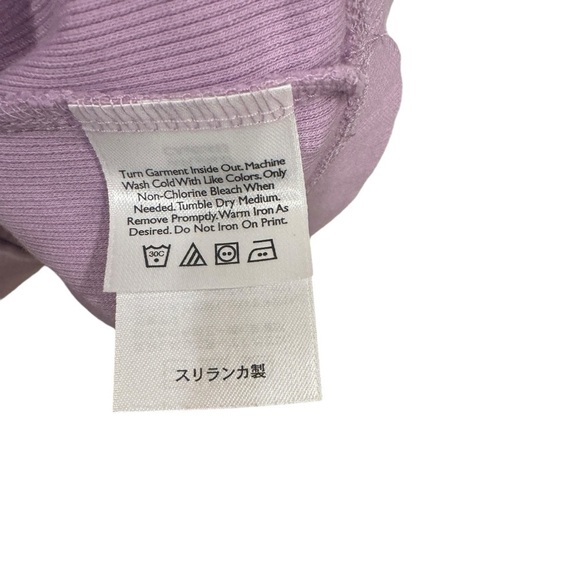 Turn Garment Inside Out. Machine
Wash Cold With Like Colors. Only
Non-Chlorine Bleach When
Needed. Tumble Dry Medium.
Remove Promptly. Warm Iron As
Desired. Do Not Iron On Print.
30C
スリランカ製